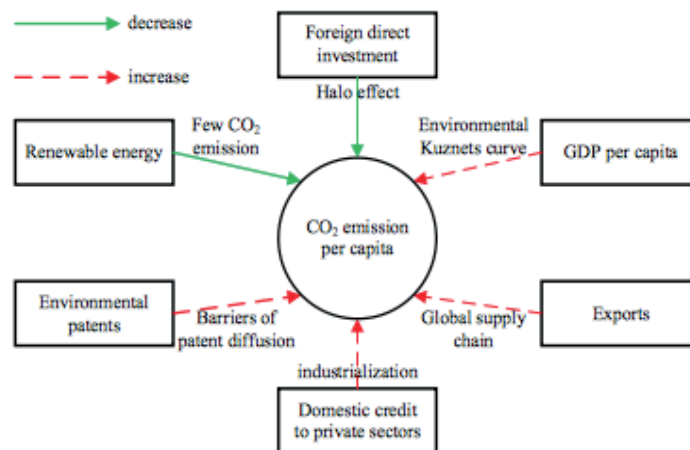 decrease
increase
Foreign direct
investment
Halo effect
Few CO₂
emission
Renewable energy
Environmental
Kuznets curve
GDP per capita
CO₂ emission
per capita
Environmental
patents
Barriers of
patent diffusion
Global supply
chain
Exports
industrialization
Domestic credit
to private sectors